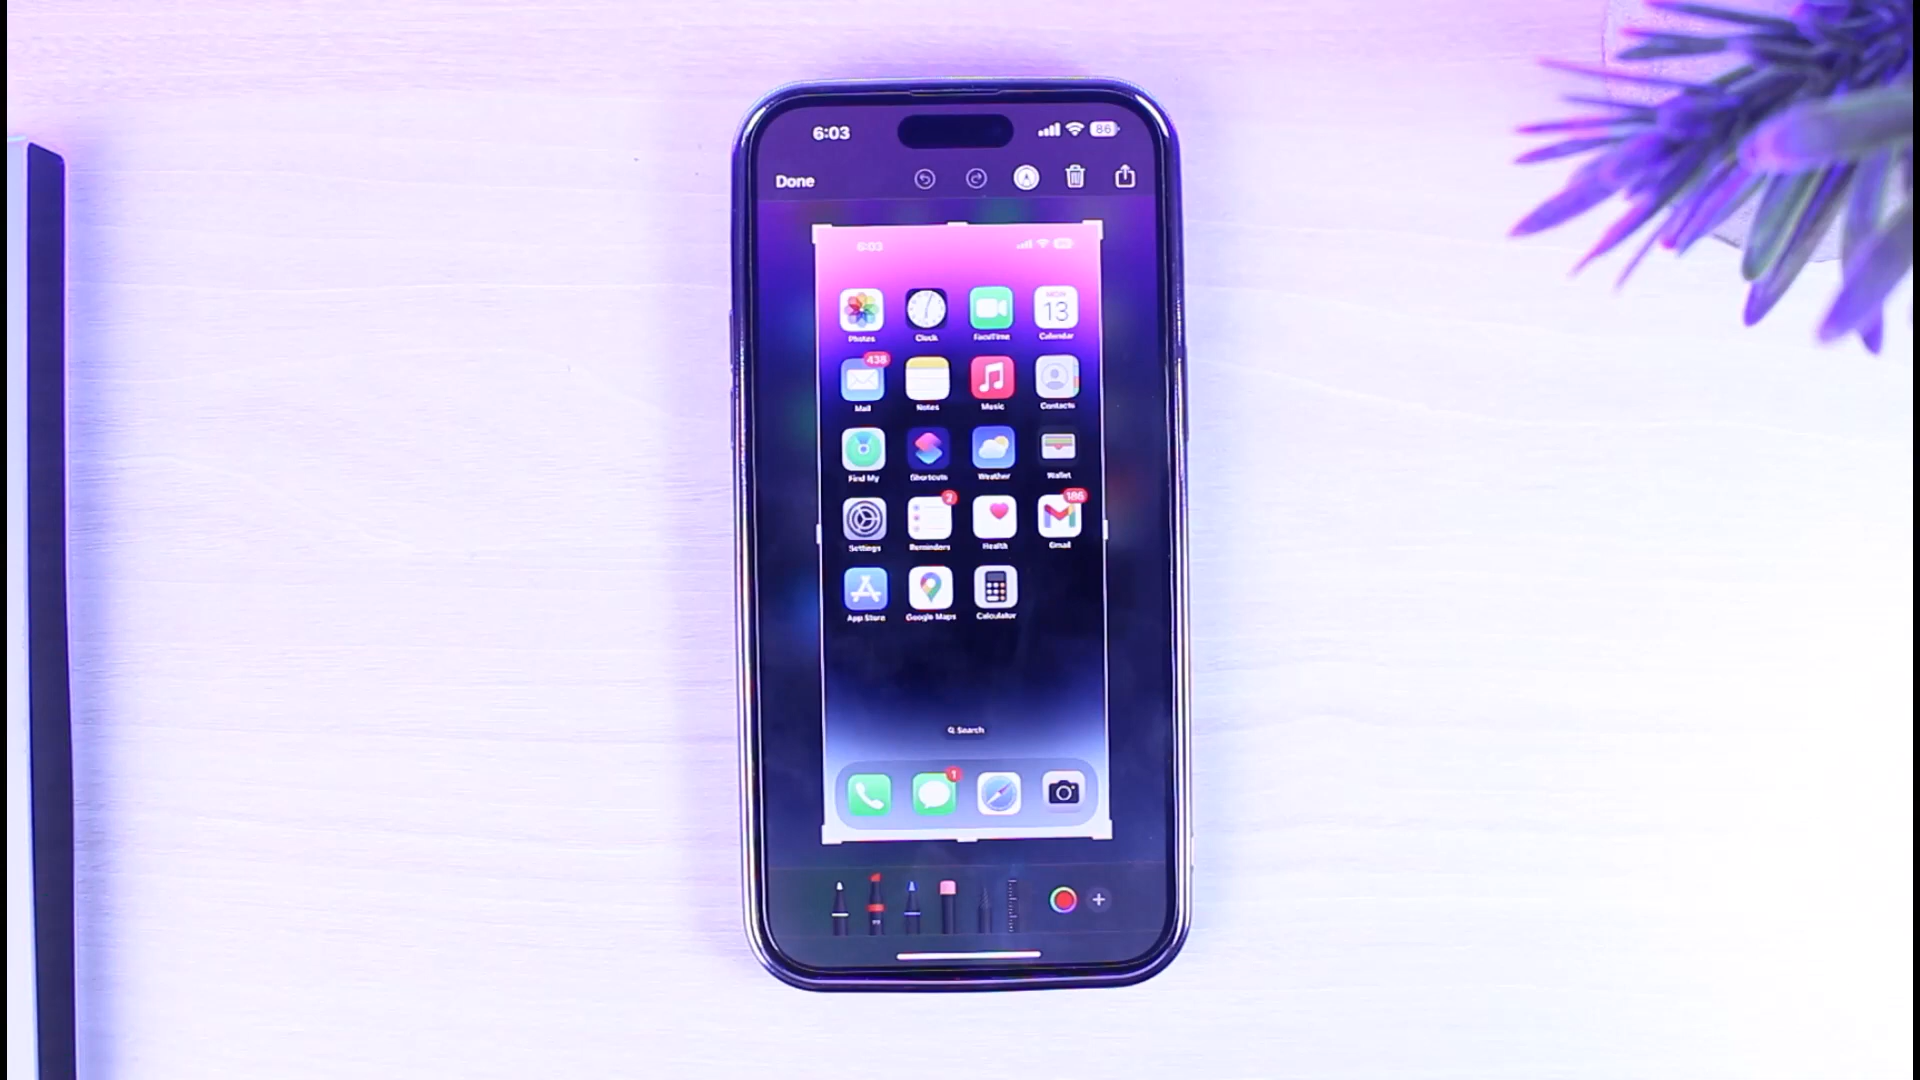 6:03 86
Done
6:03
MON
13
Photos Clock FaceTime Calendar
438
Mail Notes Music Contacts
Find My Shortcuts Weather Wallet
2 186
Settings Reminders Health Gmail
App Store Google Maps Calculator
Search
1